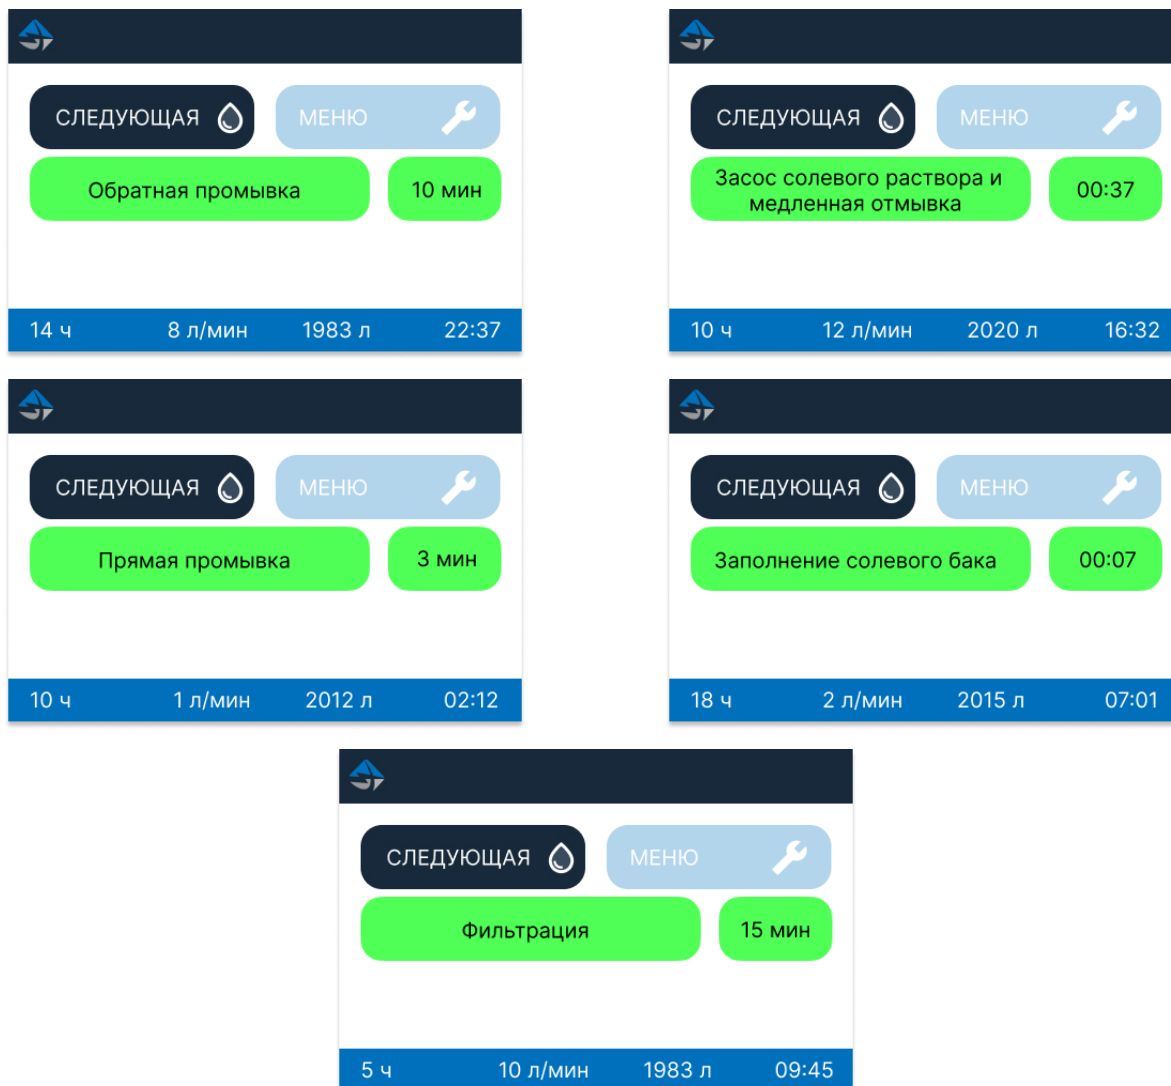 СЛЕДУЮЩАЯ МЕНЮ
Обратная промывка 10 мин
14 ч 8 л/мин 1983 л 22:37
СЛЕДУЮЩАЯ МЕНЮ
Засос солевого раствора и
медленная отмывка
00:37
10 ч 12 л/мин 2020 л 16:32
СЛЕДУЮЩАЯ МЕНЮ
Прямая промывка 3 мин
10 ч 1 л/мин 2012 л 02:12
СЛЕДУЮЩАЯ МЕНЮ
Заполнение солевого бака 00:07
18 ч 2 л/мин 2015 л 07:01
СЛЕДУЮЩАЯ МЕНЮ
Фильтрация 15 мин
5 ч 10 л/мин 1983 л 09:45